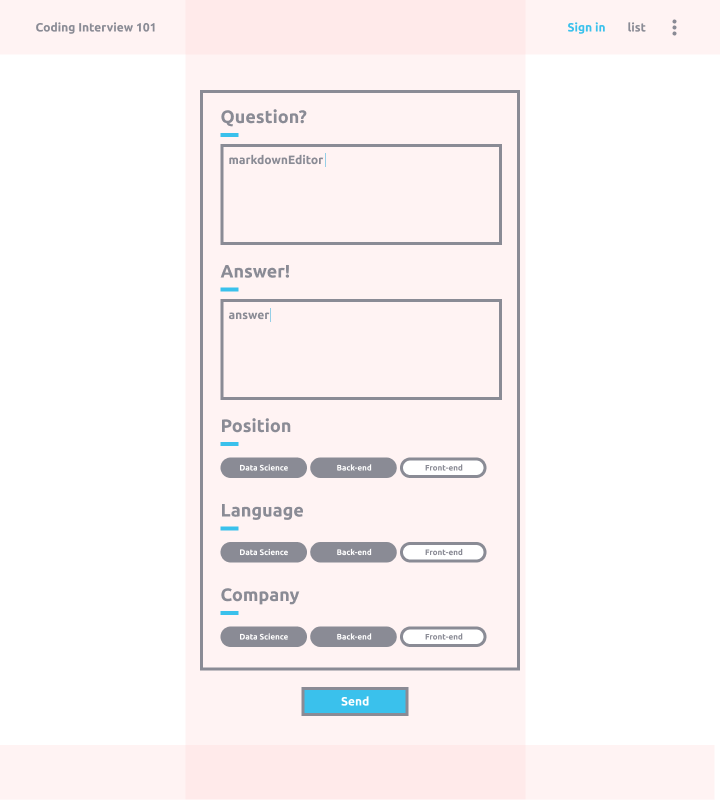 Coding Interview 101
Sign in list
Question?
markdownEditor
Answer!
answer
Position
Data Science Back-end Front-end
Language
Data Science Back-end Front-end
Company
Data Science Back-end Front-end
Send